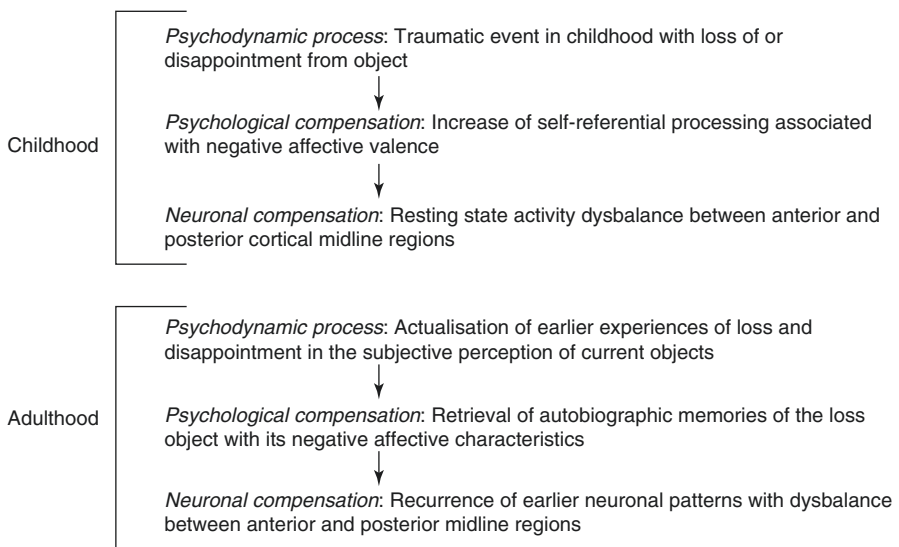 Childhood
Psychodynamic process: Traumatic event in childhood with loss of or
disappointment from object
Psychological compensation: Increase of self-referential processing associated
with negative affective valence
Neuronal compensation: Resting state activity dysbalance between anterior and
posterior cortical midline regions
Adulthood
Psychodynamic process: Actualisation of earlier experiences of loss and
disappointment in the subjective perception of current objects
Psychological compensation: Retrieval of autobiographic memories of the loss
object with its negative affective characteristics
Neuronal compensation: Recurrence of earlier neuronal patterns with dysbalance
between anterior and posterior midline regions